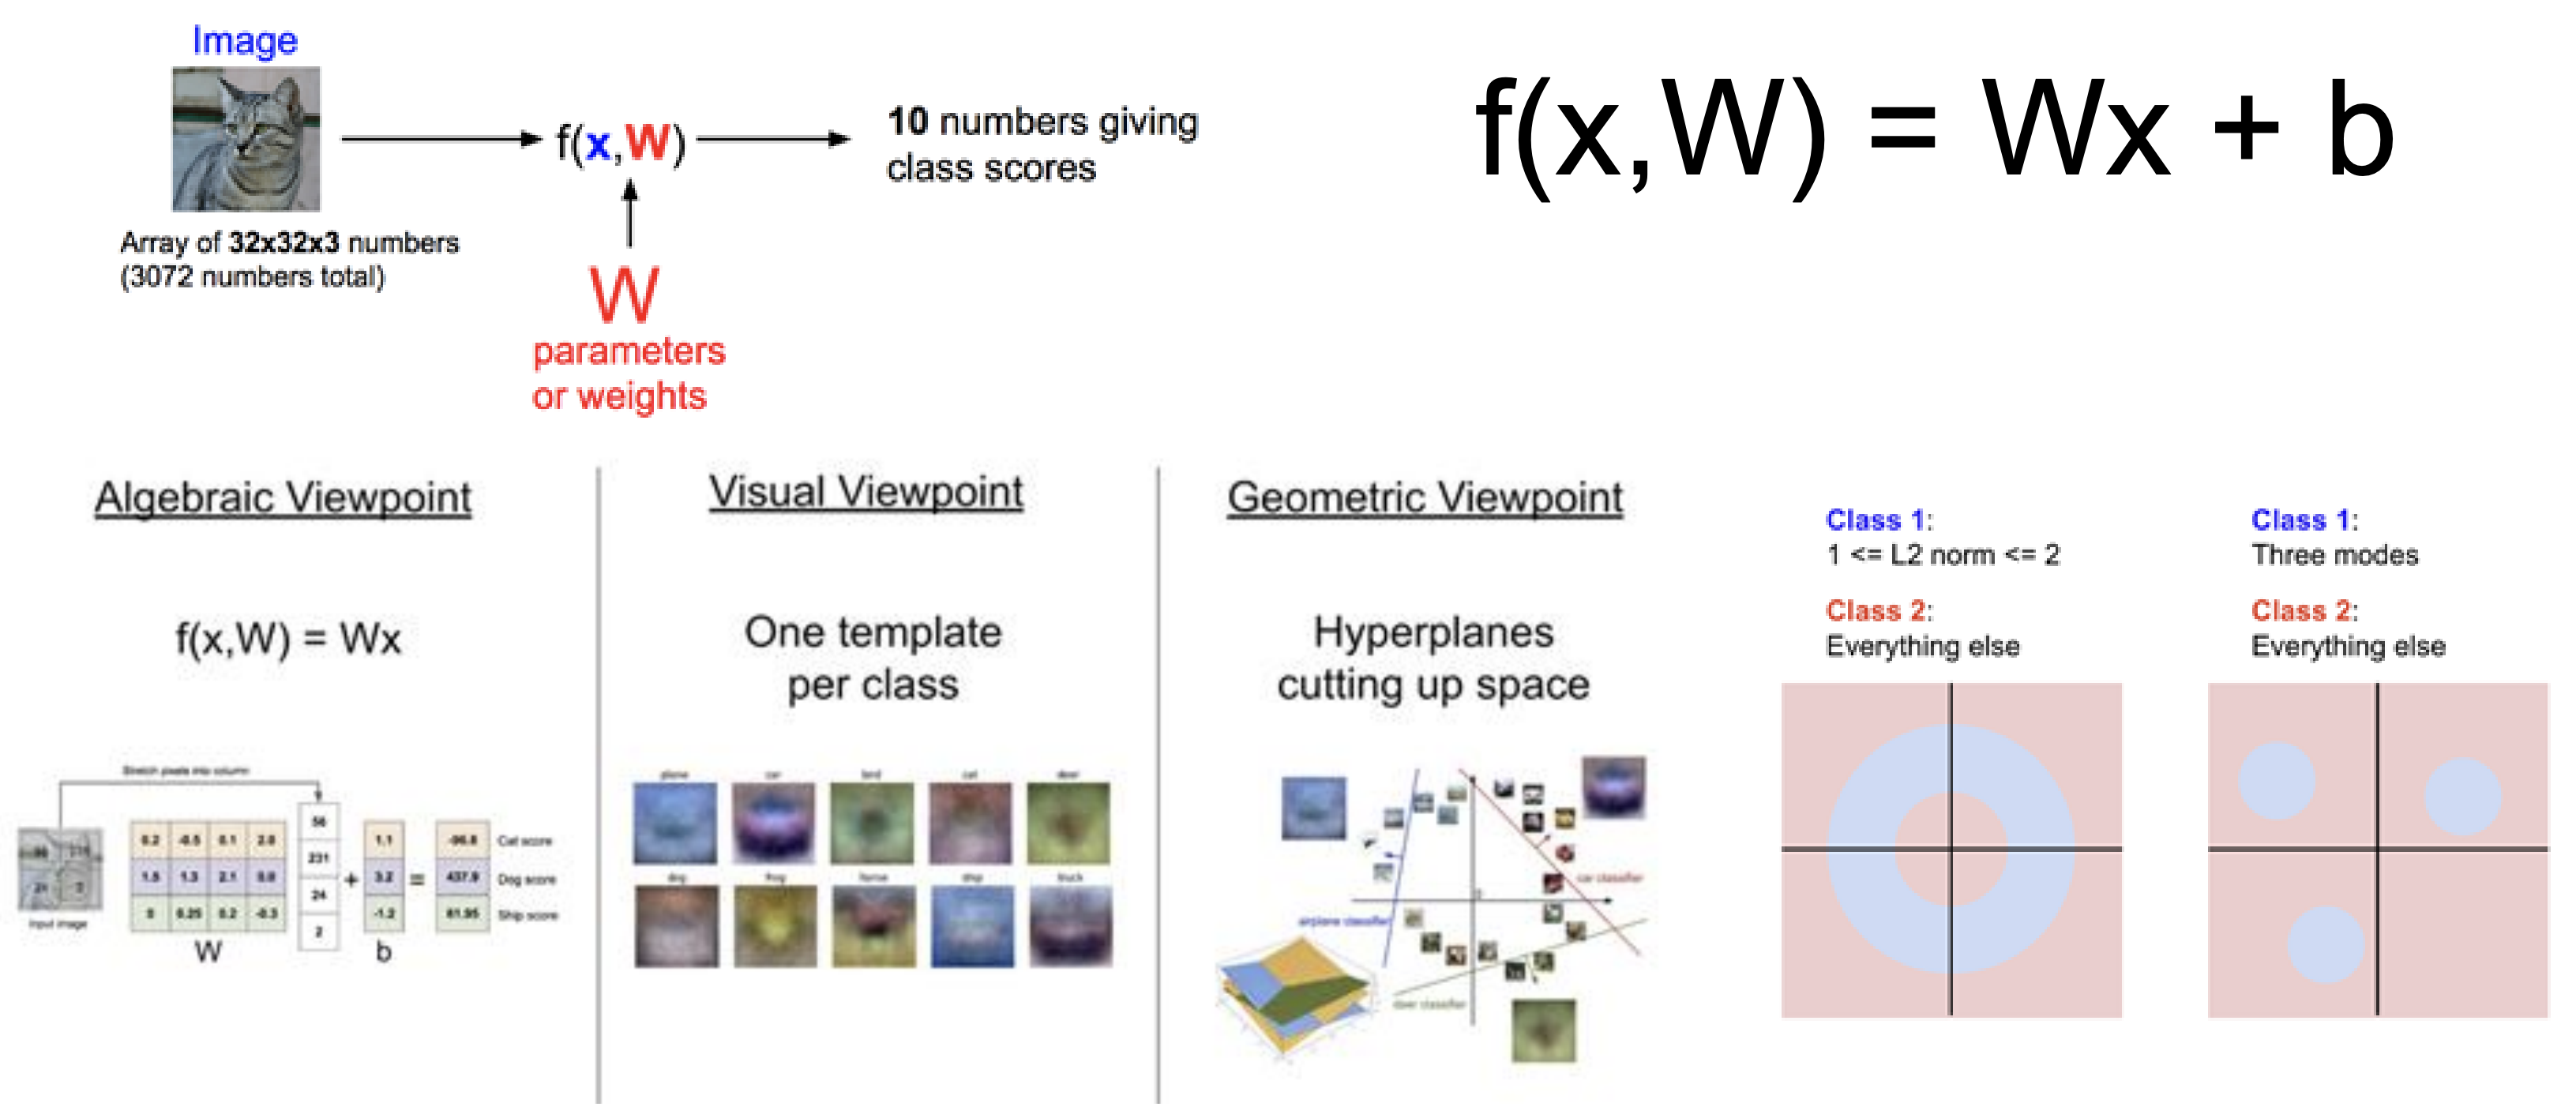 Image
f(x,W)
10 numbers giving
class scores
Array of 32x32x3 numbers
(3072 numbers total)
W
parameters
or weights
f(x,W) = Wx + b
Algebraic Viewpoint
f(x,W) = Wx
Stretch pixels into column
56
231
24
2
0.2 -0.5 0.1 2.0
1.5 1.3 2.1 0.0
0 0.25 0.2 -0.3
W
+
1.1
3.2
-1.2
b
=
-96.8 Cat score
437.9 Dog score
61.95 Ship score
Input image
Visual Viewpoint
One template
per class
plane car bird cat deer
dog frog horse ship truck
Geometric Viewpoint
Hyperplanes
cutting up space
car classifier
airplane classifier
deer classifier
Class 1:
1 <= L2 norm <= 2
Class 2:
Everything else
Class 1:
Three modes
Class 2:
Everything else